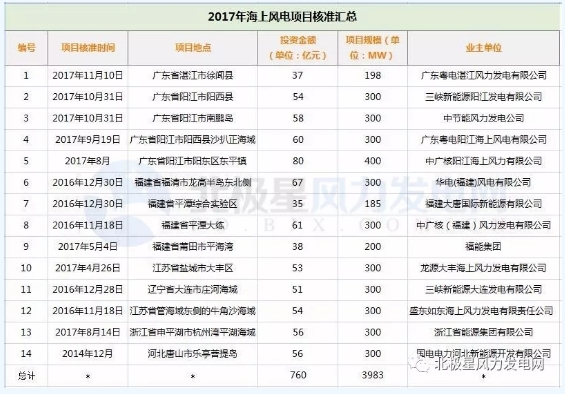 2017年海上风电项目核准汇总
编号 项目核准时间 项目地点 投资金额（单位：亿元） 项目规模（单位：MW） 业主单位
1 2017年11月10日 广东省湛江市徐闻县 37 198 广东粤电湛江风力发电有限公司
2 2017年10月31日 广东省阳江市阳西县 54 300 三峡新能源阳江发电有限公司
3 2017年10月31日 广东省阳江市南鹏岛 58 300 中节能风力发电公司
4 2017年9月19日 广东省阳江市阳西县沙扒正海域 60 300 广东粤电阳江海上风电有限公司
5 2017年8月 广东省阳江市阳东区东平镇 80 400 中广核阳江海上风力有限公司
6 2016年12月30日 福建省福清市龙高半岛东北侧 67 300 华电(福建)风电有限公司
7 2016年12月30日 福建省平潭综合实验区 35 185 福建大唐国际新能源有限公司
8 2016年11月18日 福建省平潭大练 61 300 中广核（福建）风力发电有限公司
9 2017年5月4日 福建省莆田市平海湾 38 200 福能集团
10 2017年4月26日 江苏省盐城市大丰区 53 300 龙源大丰海上风力发电有限公司
11 2016年12月28日 辽宁省大连市庄河海域 51 300 三峡新能源大连发电有限公司
12 2016年11月18日 江苏省管海域东侧的牛角沙海域 54 300 盛东如东海上风力发电有限责任公司
13 2017年8月14日 浙江省申平湖市杭州湾平湖海域 56 300 浙江省能源集团有限公司
14 2014年12月 河北唐山市乐亭菩提岛 56 300 国电电力河北新能源开发有限公司
总计 * * 760 3983 *
北极星风力发电网
北极星风力发电网